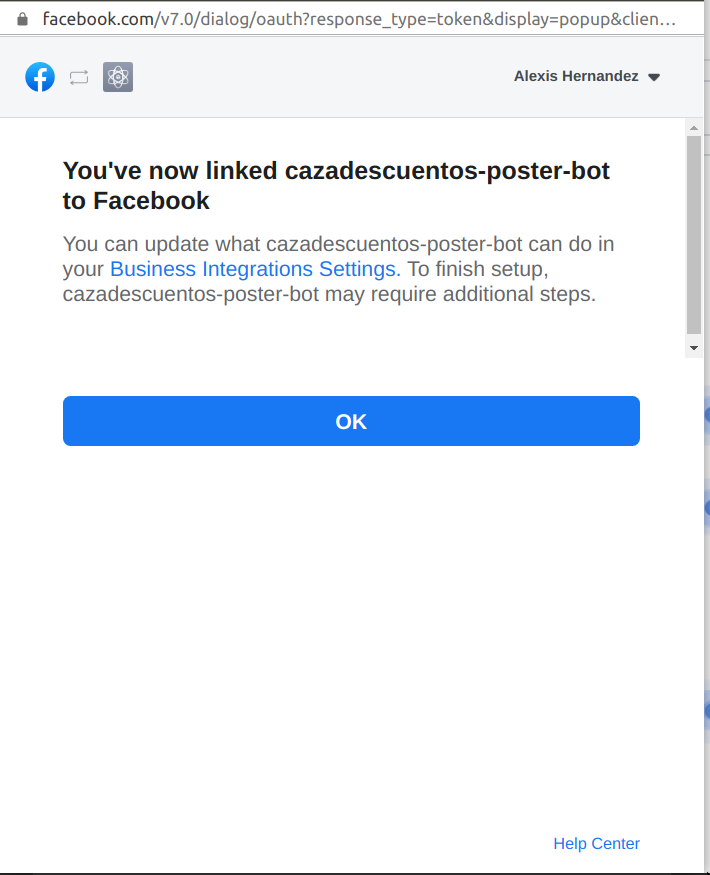 facebook.com/v7.0/dialog/oauth?response_type=token&display=popup&clien...
Alexis Hernandez
You've now linked cazadescuentos-poster-bot
to Facebook
You can update what cazadescuentos-poster-bot can do in
your Business Integrations Settings. To finish setup,
cazadescuentos-poster-bot may require additional steps.
OK
Help Center